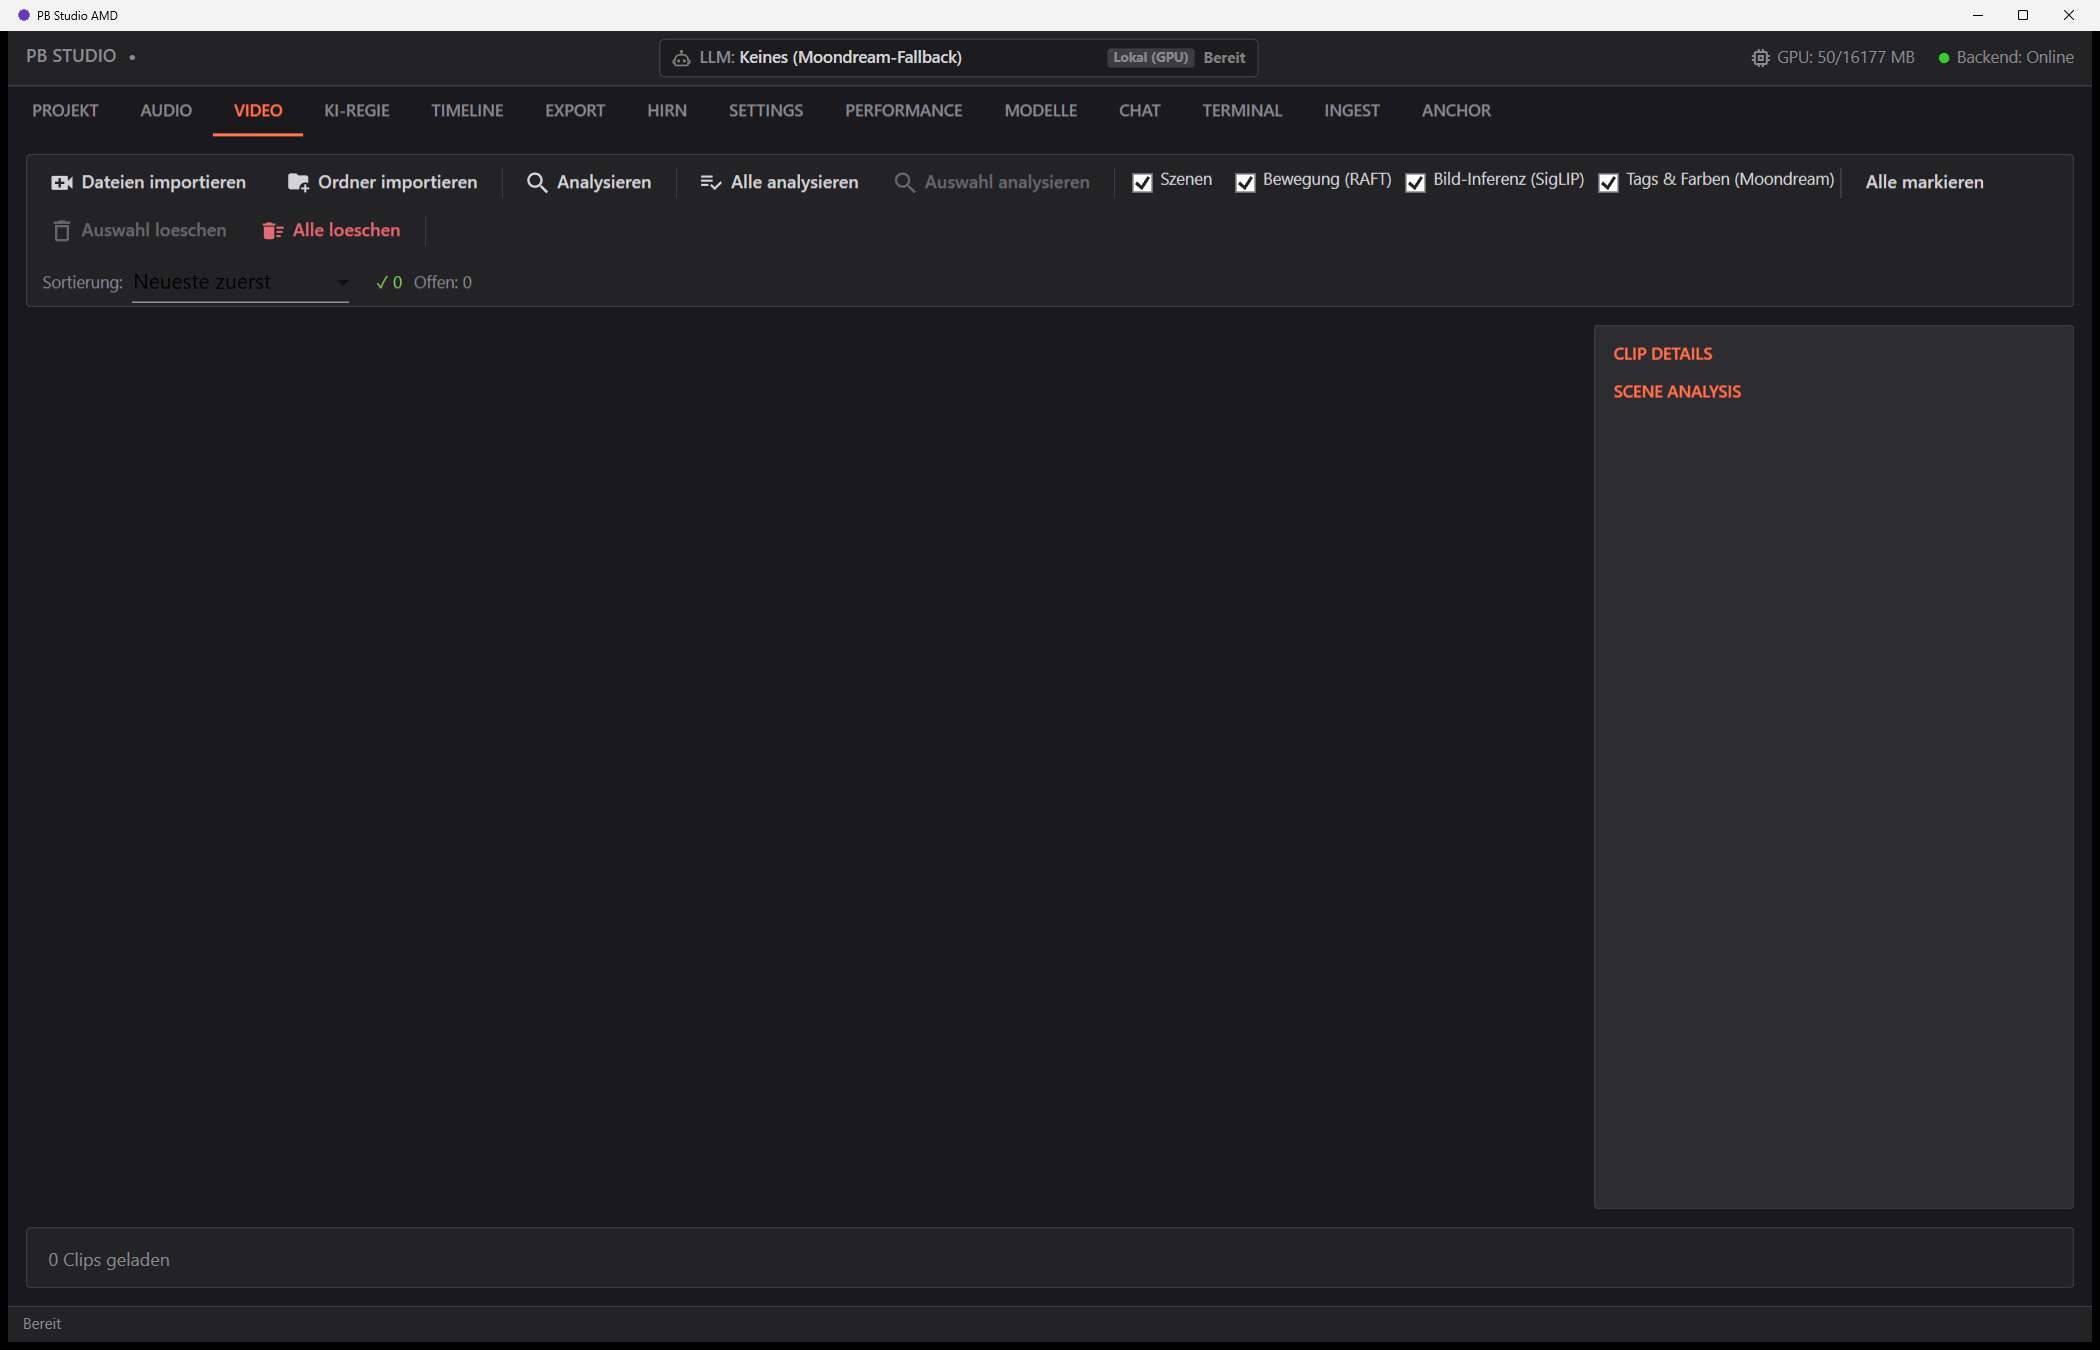 PB Studio AMD
PB STUDIO •
LLM: Keines (Moondream-Fallback) Lokal (GPU) Bereit
GPU: 50/16177 MB Backend: Online
PROJEKT AUDIO VIDEO KI-REGIE TIMELINE EXPORT HIRN SETTINGS PERFORMANCE MODELLE CHAT TERMINAL INGEST ANCHOR
Dateien importieren Ordner importieren Analysieren Alle analysieren Auswahl analysieren Szenen Bewegung (RAFT) Bild-Inferenz (SigLIP) Tags & Farben (Moondream) Alle markieren
Auswahl loeschen Alle loeschen
Sortierung: Neueste zuerst ✓ 0 Offen: 0
CLIP DETAILS
SCENE ANALYSIS
0 Clips geladen
Bereit